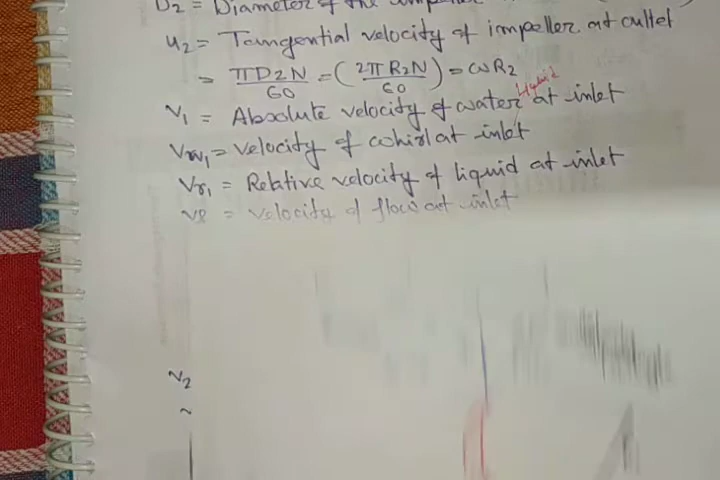 D2 = Diameter of the
u2 = Tangential velocity of impeller at outlet
= πD2N/60 = (2πR2N/60) = ωR2
liquid
V1 = Absolute velocity of water at inlet
Vw1 = Velocity of whirl at inlet
Vr1 = Relative velocity of liquid at inlet
= velocity of flow at inlet
V2
~